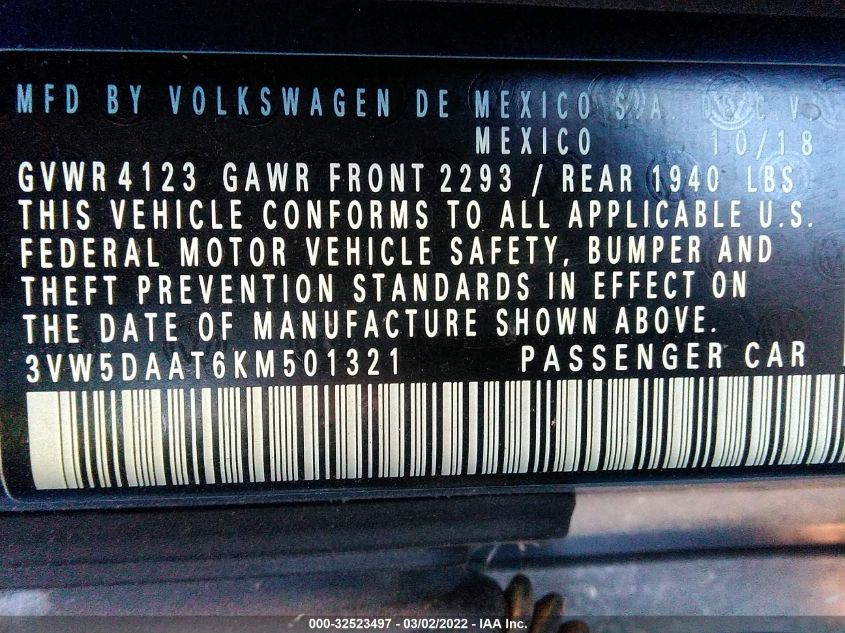 MFD BY VOLKSWAGEN DE MEXICO S.A. DE C.V.
MEXICO 10/18
GVWR 4123 GAWR FRONT 2293 / REAR 1940 LBS
THIS VEHICLE CONFORMS TO ALL APPLICABLE U.S.
FEDERAL MOTOR VEHICLE SAFETY, BUMPER AND
THEFT PREVENTION STANDARDS IN EFFECT ON
THE DATE OF MANUFACTURE SHOWN ABOVE.
3VW5DAAT6KM501321 PASSENGER CAR
000-32523497 - 03/02/2022 - IAA Inc.